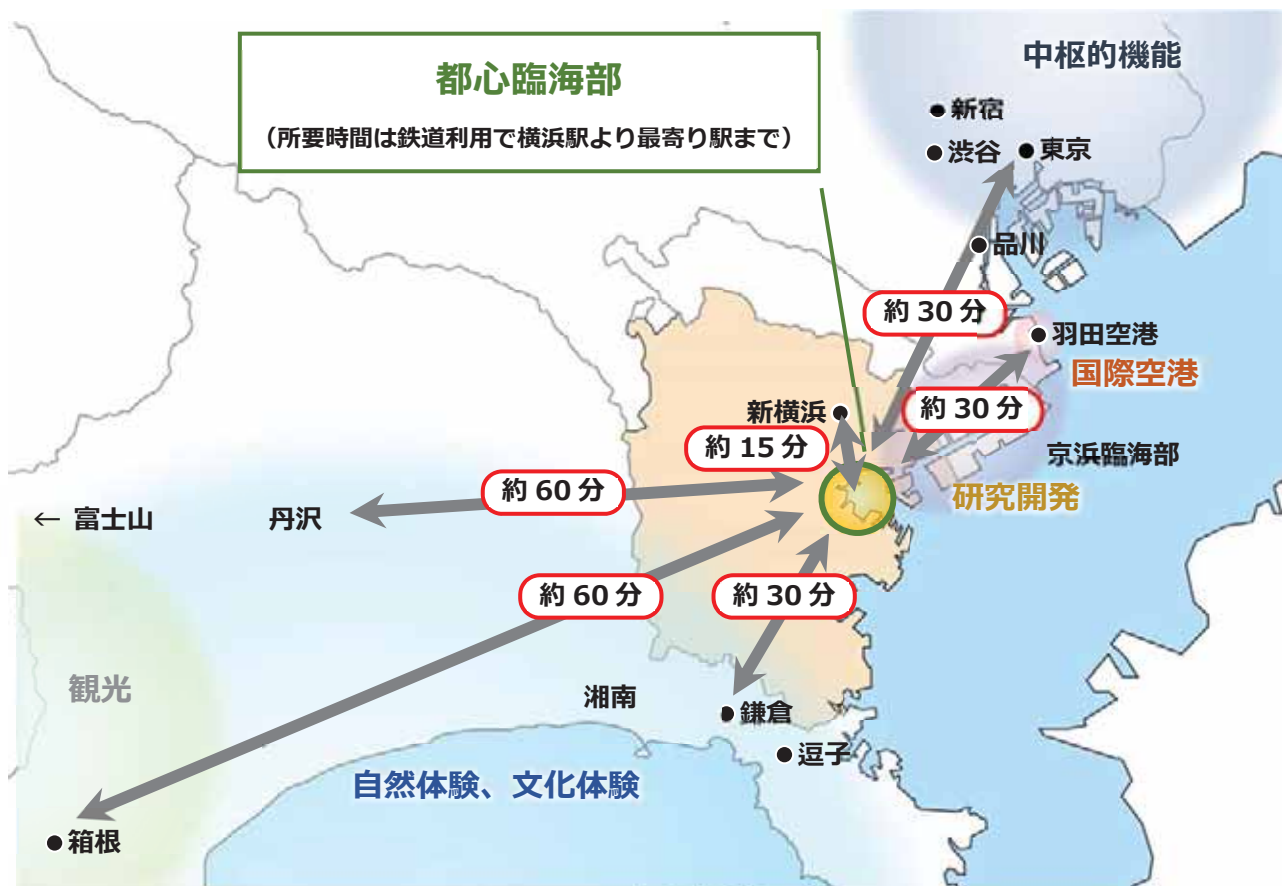 中枢的機能
都心臨海部
（所要時間は鉄道利用で横浜駅より最寄り駅まで）
新宿
渋谷
東京
品川
約 30 分
羽田空港
国際空港
新横浜
約 30 分
約 15 分
京浜臨海部
約 60 分
研究開発
← 富士山
丹沢
約 60 分
約 30 分
観光
湘南
鎌倉
逗子
自然体験、文化体験
箱根